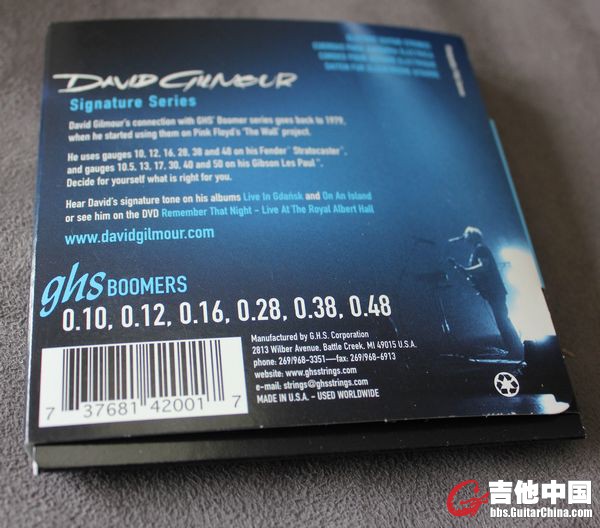 DAVID GILMOUR
Signature Series
David Gilmour's connection with GHS® Boomer series goes back to 1979,
when he started using them on Pink Floyd's 'The Wall' project.
He uses gauges 10, 12, 16, 28, 38 and 48 on his Fender® Stratocaster®,
and gauges 10.5, 13, 17, 30, 40 and 50 on his Gibson Les Paul™.
Decide for yourself what is right for you.
Hear David's signature tone on his albums Live In Gdańsk and On An Island
or see him on the DVD Remember That Night - Live At The Royal Albert Hall
www.davidgilmour.com
ghs BOOMERS
0.10, 0.12, 0.16, 0.28, 0.38, 0.48
Manufactured by G.H.S. Corporation
2813 Wilber Avenue, Battle Creek, MI 49015 U.S.A.
phone: 269/968-3351—fax: 269/968-6913
website: www.ghsstrings.com
e-mail: strings@ghsstrings.com
MADE IN U.S.A. - USED WORLDWIDE
7 37681 42001 7
吉他中国
bbs.GuitarChina.com